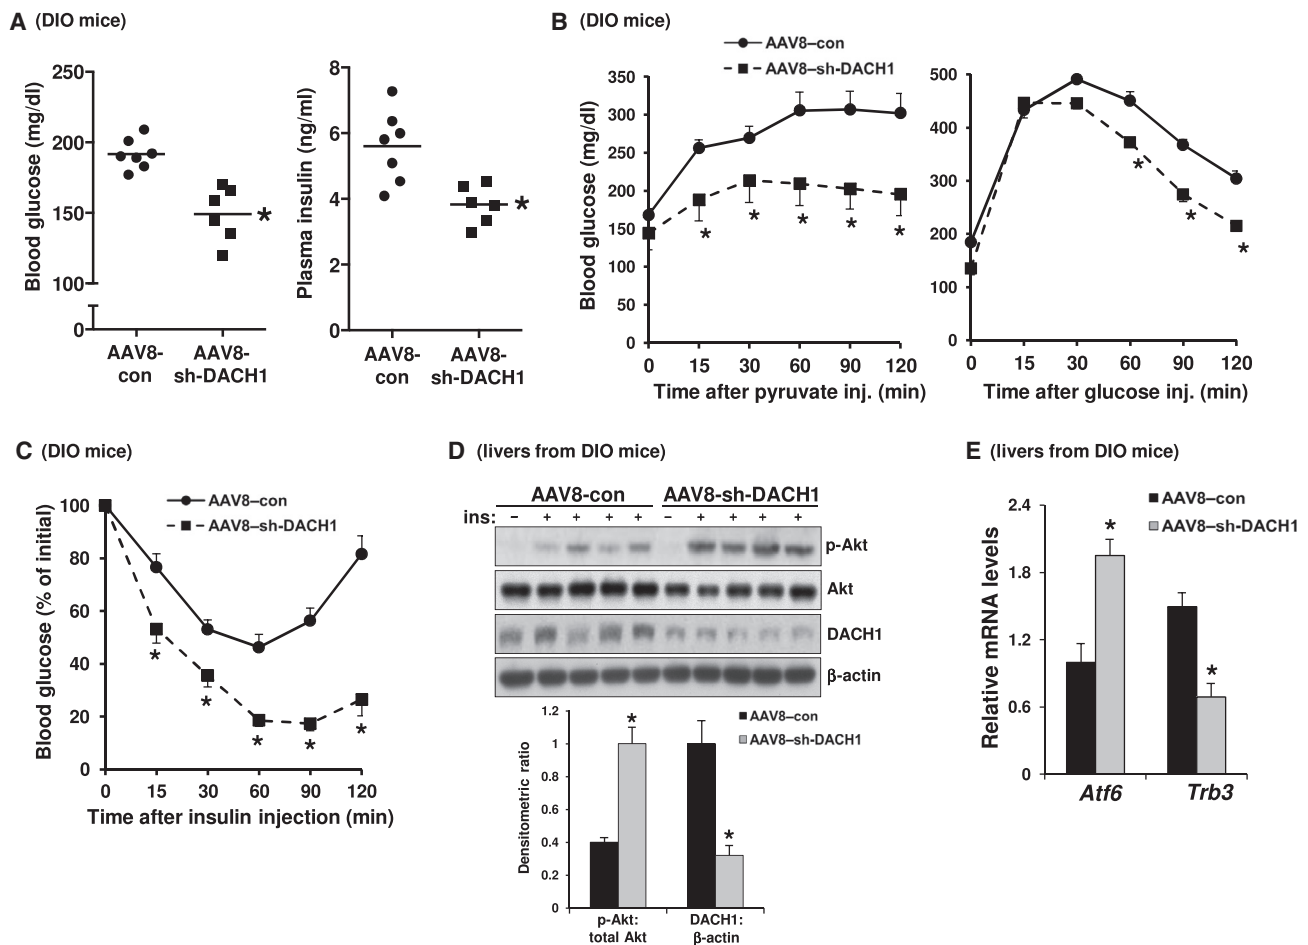 A (DIO mice)
Blood glucose (mg/dl)
250
200
150
100
0
AAV8-
con
AAV8-
sh-DACH1
*
Plasma insulin (ng/ml)
8
6
4
2
0
AAV8-
con
AAV8-
sh-DACH1
*
B (DIO mice)
AAV8–con
AAV8–sh-DACH1
Blood glucose (mg/dl)
350
300
250
200
150
100
50
0
* * * * *
0 15 30 60 90 120
Time after pyruvate inj. (min)
500
400
300
200
100
0
* * *
0 15 30 60 90 120
Time after glucose inj. (min)
C (DIO mice)
AAV8–con
AAV8–sh-DACH1
Blood glucose (% of initial)
100
80
60
40
20
0
* * * * *
0 15 30 60 90 120
Time after insulin injection (min)
D (livers from DIO mice)
AAV8-con AAV8-sh-DACH1
ins: – + + + + – + + + +
p-Akt
Akt
DACH1
β-actin
AAV8–con
AAV8–sh-DACH1
Densitometric ratio
1.2
1
0.8
0.6
0.4
0.2
0
* *
p-Akt:
total Akt
DACH1:
β-actin
E (livers from DIO mice)
AAV8–con
AAV8–sh-DACH1
Relative mRNA levels
2.4
1.8
1.2
0.6
0
* *
Atf6 Trb3